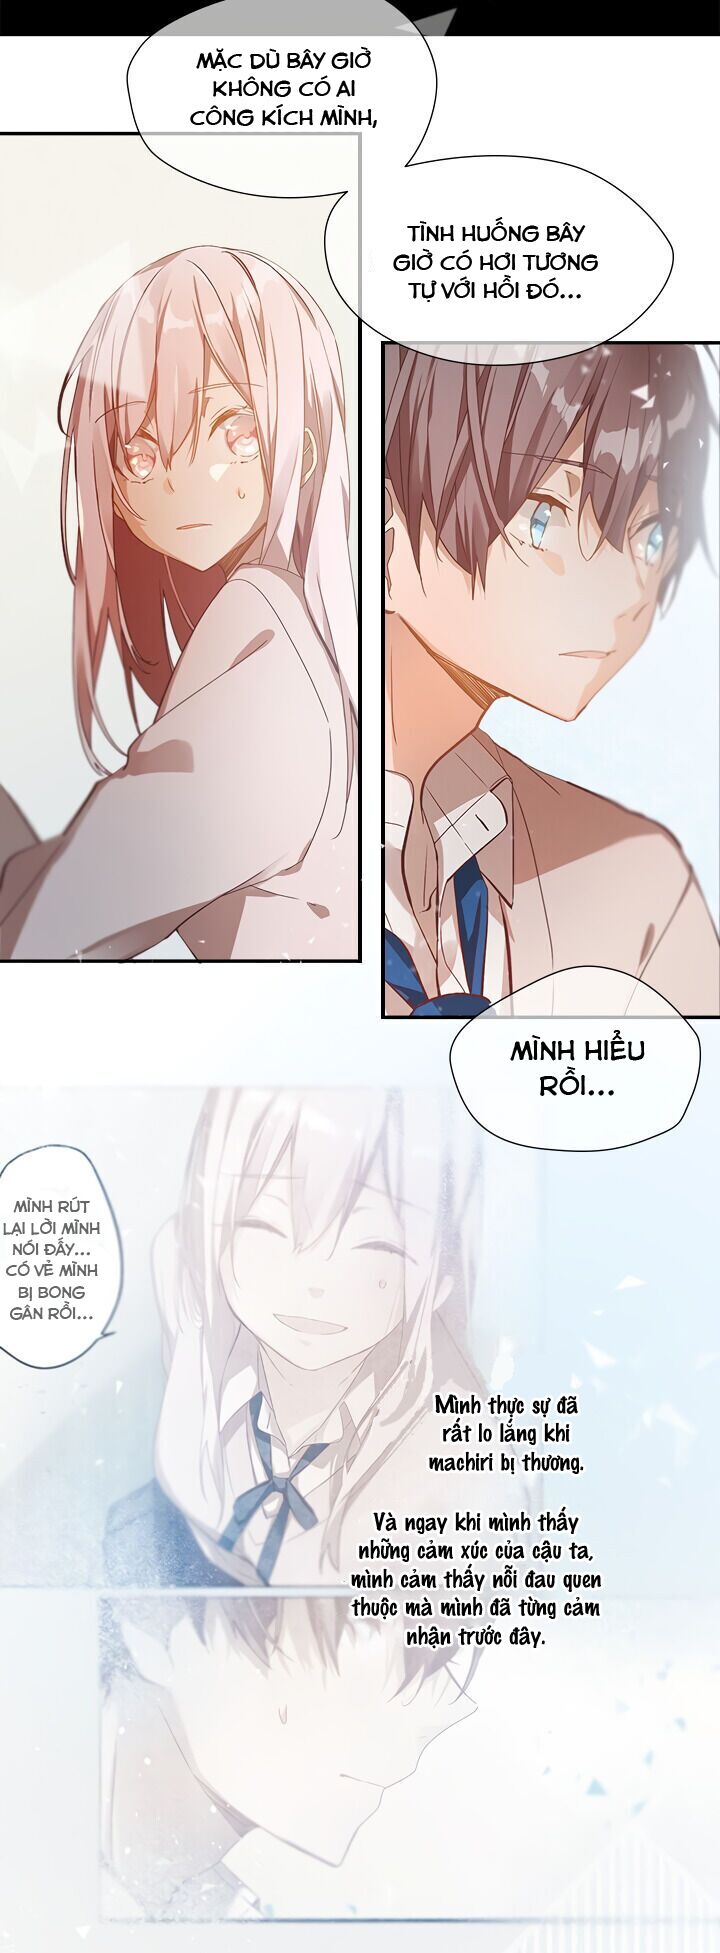 MẶC DÙ BÂY GIỜ
KHÔNG CÓ AI
CÔNG KÍCH MÌNH,
TÌNH HUỐNG BÂY
GIỜ CÓ HƠI TƯƠNG
TỰ VỚI HỒI ĐÓ...
MÌNH HIỂU
RỒI...
MÌNH RÚT
LẠI LỜI MÌNH
NÓI ĐẤY...
CÓ VẺ MÌNH
BỊ BONG
GÂN RỒI...
Mình thực sự đã
rất lo lắng khi
machiri bị thương.
Và ngay khi mình thấy
những cảm xúc của cậu ta,
mình cảm thấy nỗi đau quen
thuộc mà mình đã từng cảm
nhận trước đây.